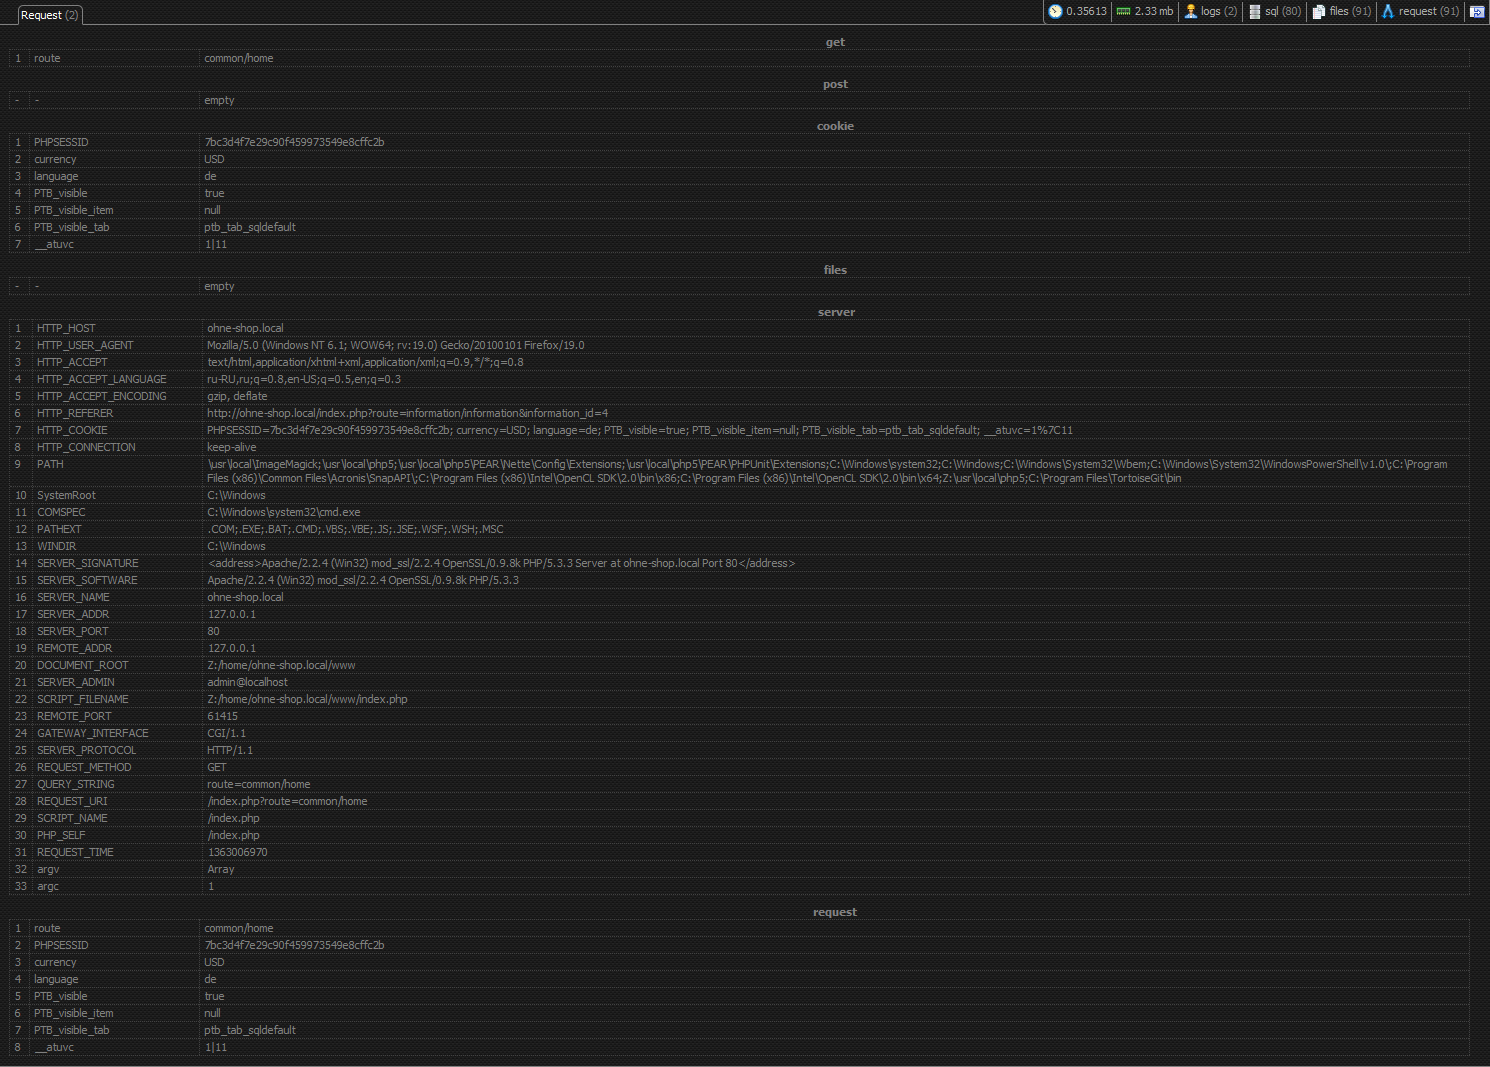 Request (2) 0.35613 2.33 mb logs (2) sql (80) files (91) request (91)
get
1 route common/home
post
- - empty
cookie
1 PHPSESSID 7bc3d4f7e29c90f459973549e8cffc2b
2 currency USD
3 language de
4 PTB_visible true
5 PTB_visible_item null
6 PTB_visible_tab ptb_tab_sqldefault
7 __atuvc 1|11
files
- - empty
server
1 HTTP_HOST ohne-shop.local
2 HTTP_USER_AGENT Mozilla/5.0 (Windows NT 6.1; WOW64; rv:19.0) Gecko/20100101 Firefox/19.0
3 HTTP_ACCEPT text/html,application/xhtml+xml,application/xml;q=0.9,*/*;q=0.8
4 HTTP_ACCEPT_LANGUAGE ru-RU,ru;q=0.8,en-US;q=0.5,en;q=0.3
5 HTTP_ACCEPT_ENCODING gzip, deflate
6 HTTP_REFERER http://ohne-shop.local/index.php?route=information/information&information_id=4
7 HTTP_COOKIE PHPSESSID=7bc3d4f7e29c90f459973549e8cffc2b; currency=USD; language=de; PTB_visible=true; PTB_visible_item=null; PTB_visible_tab=ptb_tab_sqldefault; __atuvc=1%7C11
8 HTTP_CONNECTION keep-alive
9 PATH \usr\local\ImageMagick;\usr\local\php5;\usr\local\php5\PEAR\Nette\Config\Extensions;\usr\local\php5\PEAR\PHPUnit\Extensions;C:\Windows\system32;C:\Windows;C:\Windows\System32\Wbem;C:\Windows\System32\WindowsPowerShell\v1.0\;C:\Program
Files (x86)\Common Files\Acronis\SnapAPI\;C:\Program Files (x86)\Intel\OpenCL SDK\2.0\bin\x86;C:\Program Files (x86)\Intel\OpenCL SDK\2.0\bin\x64;Z:\usr\local\php5;C:\Program Files\TortoiseGit\bin
10 SystemRoot C:\Windows
11 COMSPEC C:\Windows\system32\cmd.exe
12 PATHEXT .COM;.EXE;.BAT;.CMD;.VBS;.VBE;.JS;.JSE;.WSF;.WSH;.MSC
13 WINDIR C:\Windows
14 SERVER_SIGNATURE <address>Apache/2.2.4 (Win32) mod_ssl/2.2.4 OpenSSL/0.9.8k PHP/5.3.3 Server at ohne-shop.local Port 80</address>
15 SERVER_SOFTWARE Apache/2.2.4 (Win32) mod_ssl/2.2.4 OpenSSL/0.9.8k PHP/5.3.3
16 SERVER_NAME ohne-shop.local
17 SERVER_ADDR 127.0.0.1
18 SERVER_PORT 80
19 REMOTE_ADDR 127.0.0.1
20 DOCUMENT_ROOT Z:/home/ohne-shop.local/www
21 SERVER_ADMIN admin@localhost
22 SCRIPT_FILENAME Z:/home/ohne-shop.local/www/index.php
23 REMOTE_PORT 61415
24 GATEWAY_INTERFACE CGI/1.1
25 SERVER_PROTOCOL HTTP/1.1
26 REQUEST_METHOD GET
27 QUERY_STRING route=common/home
28 REQUEST_URI /index.php?route=common/home
29 SCRIPT_NAME /index.php
30 PHP_SELF /index.php
31 REQUEST_TIME 1363006970
32 argv Array
33 argc 1
request
1 route common/home
2 PHPSESSID 7bc3d4f7e29c90f459973549e8cffc2b
3 currency USD
4 language de
5 PTB_visible true
6 PTB_visible_item null
7 PTB_visible_tab ptb_tab_sqldefault
8 __atuvc 1|11